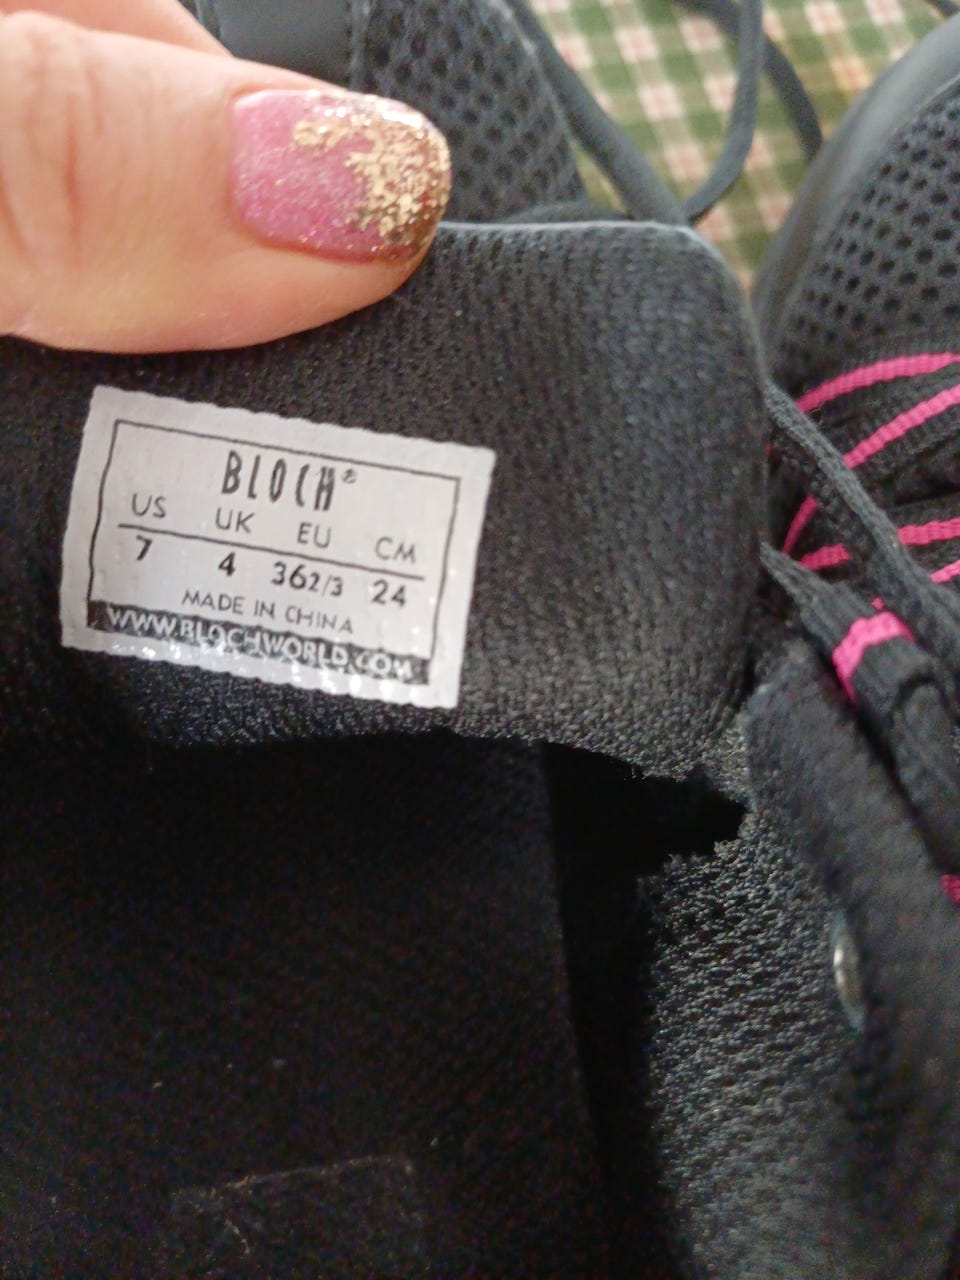 BLOCH®
US UK EU CM
7 4 36 2/3 24
MADE IN CHINA
WWW.BLOCHWORLD.COM